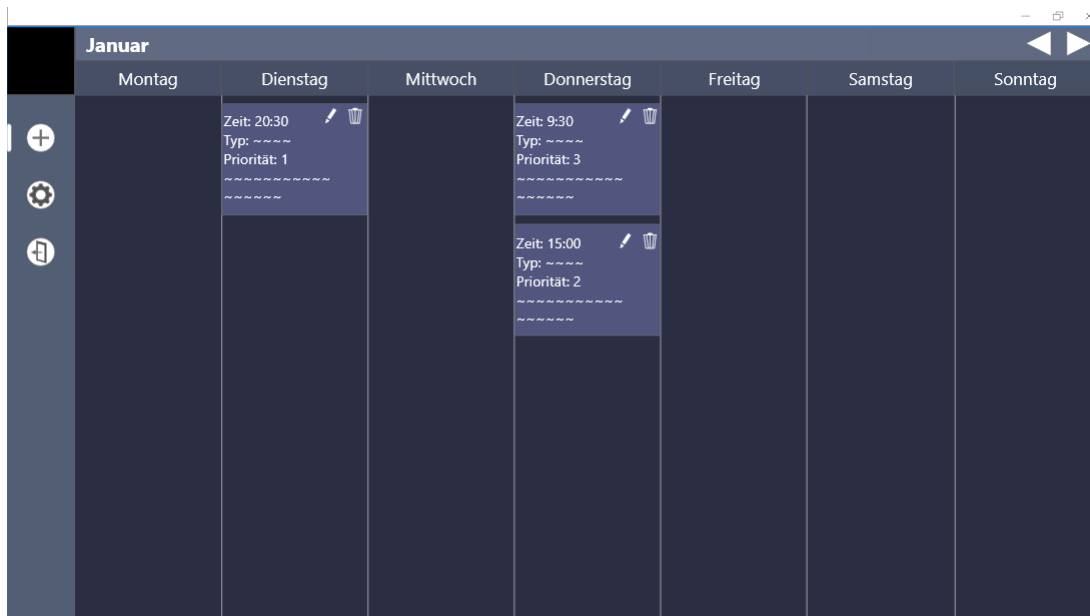 Januar
Montag Dienstag Mittwoch Donnerstag Freitag Samstag Sonntag
Zeit: 20:30
Typ: ~~~~
Priorität: 1
~~~~~~~~~~~
~~~~~~
Zeit: 9:30
Typ: ~~~~
Priorität: 3
~~~~~~~~~~~
~~~~~~
Zeit: 15:00
Typ: ~~~~
Priorität: 2
~~~~~~~~~~~
~~~~~~